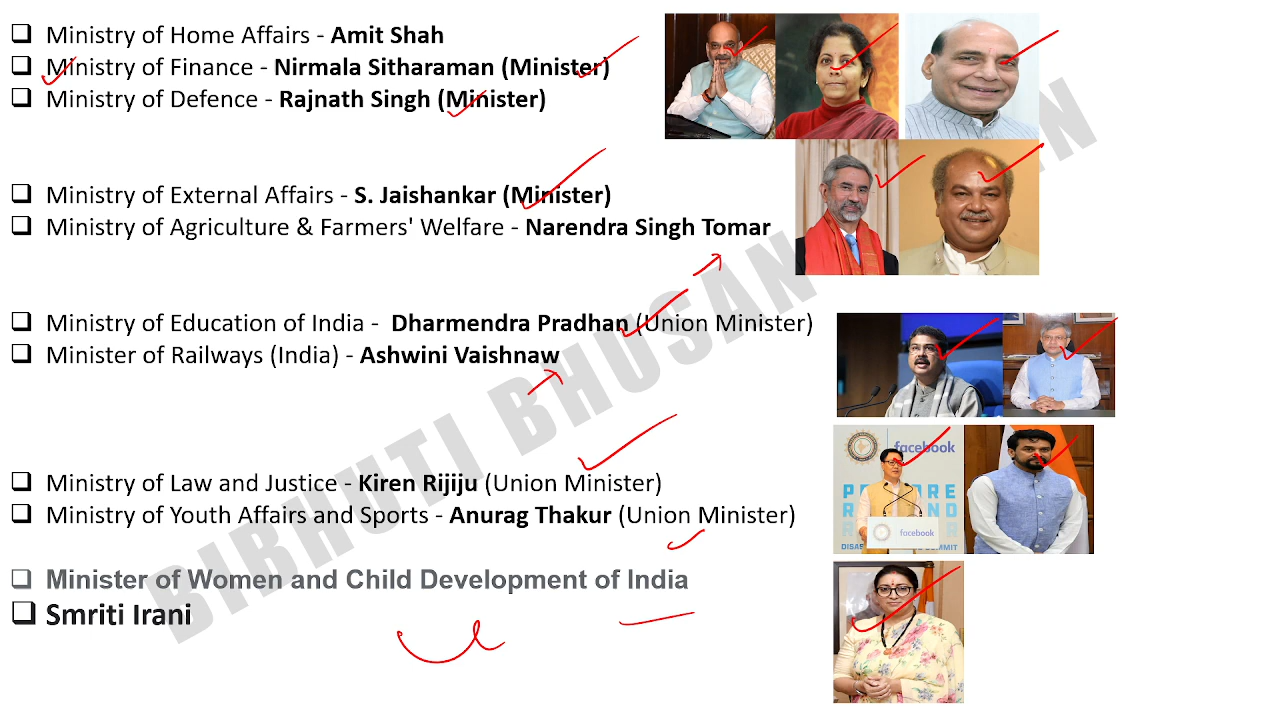 ❑ Ministry of Home Affairs - Amit Shah
❑ Ministry of Finance - Nirmala Sitharaman (Minister)
❑ Ministry of Defence - Rajnath Singh (Minister)
❑ Ministry of External Affairs - S. Jaishankar (Minister)
❑ Ministry of Agriculture & Farmers' Welfare - Narendra Singh Tomar
❑ Ministry of Education of India - Dharmendra Pradhan (Union Minister)
❑ Minister of Railways (India) - Ashwini Vaishnaw
❑ Ministry of Law and Justice - Kiren Rijiju (Union Minister)
❑ Ministry of Youth Affairs and Sports - Anurag Thakur (Union Minister)
❑ Minister of Women and Child Development of India
❑ Smriti Irani
BIBHUTI BHUSAN
facebook
facebook